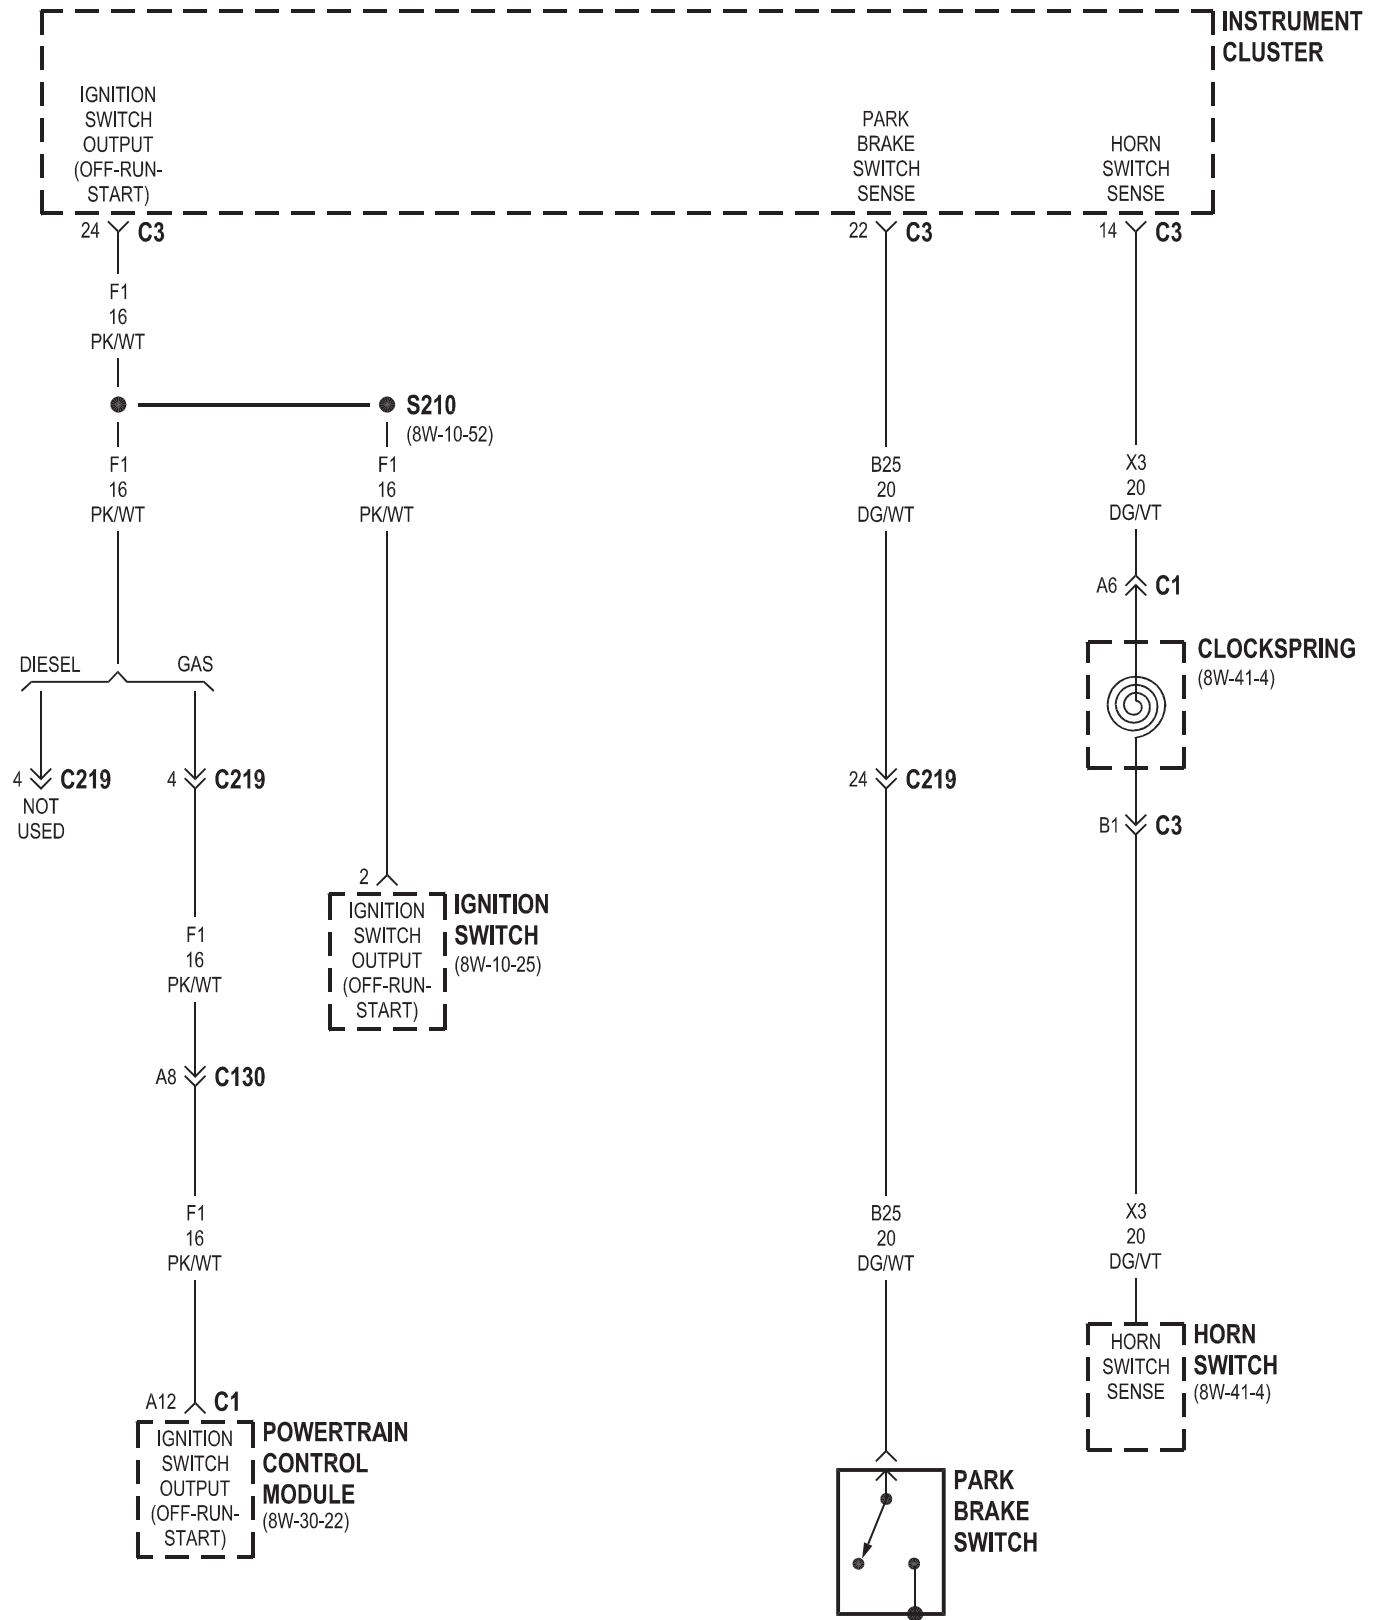 INSTRUMENT
CLUSTER
IGNITION
SWITCH
OUTPUT
(OFF-RUN-
START)
PARK
BRAKE
SWITCH
SENSE
HORN
SWITCH
SENSE
24 C3
22 C3
14 C3
F1
16
PK/WT
S210
(8W-10-52)
F1
16
PK/WT
F1
16
PK/WT
B25
20
DG/WT
X3
20
DG/VT
A6 C1
CLOCKSPRING
(8W-41-4)
DIESEL
GAS
4 C219
NOT
USED
4 C219
24 C219
B1 C3
2
IGNITION
SWITCH
OUTPUT
(OFF-RUN-
START)
IGNITION
SWITCH
(8W-10-25)
F1
16
PK/WT
A8 C130
F1
16
PK/WT
B25
20
DG/WT
X3
20
DG/VT
HORN
SWITCH
SENSE
HORN
SWITCH
(8W-41-4)
A12 C1
IGNITION
SWITCH
OUTPUT
(OFF-RUN-
START)
POWERTRAIN
CONTROL
MODULE
(8W-30-22)
PARK
BRAKE
SWITCH